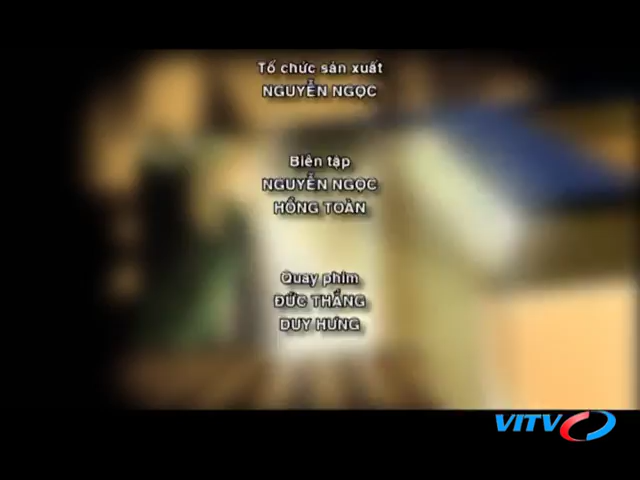 Tổ chức sản xuất
NGUYỄN NGỌC
Biên tập
NGUYỄN NGỌC
HỒNG TOÀN
Quay phim
ĐỨC THẮNG
DUY HƯNG
VITV